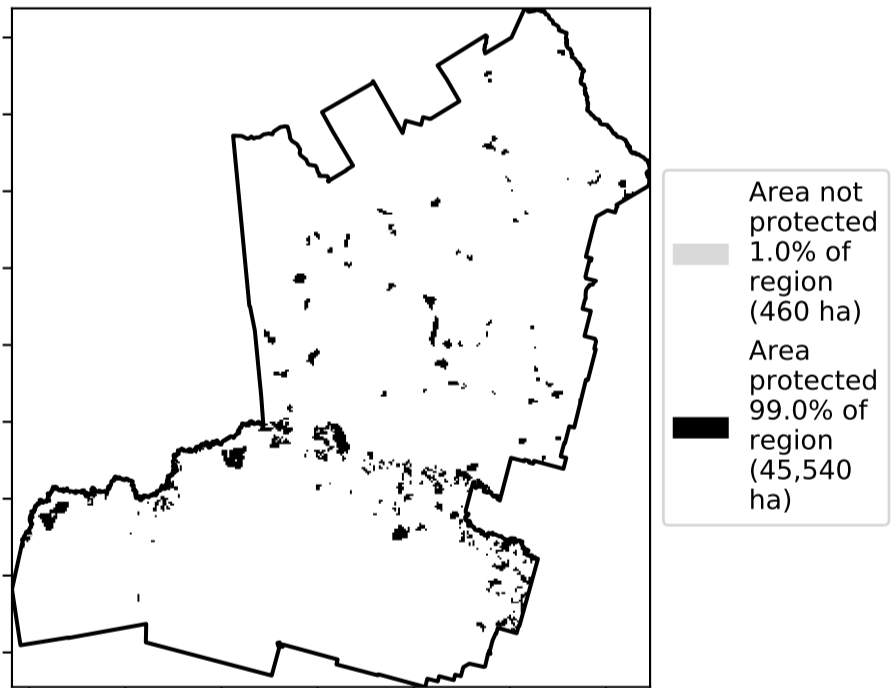 Area not
protected
1.0% of
region
(460 ha)
Area
protected
99.0% of
region
(45,540
ha)